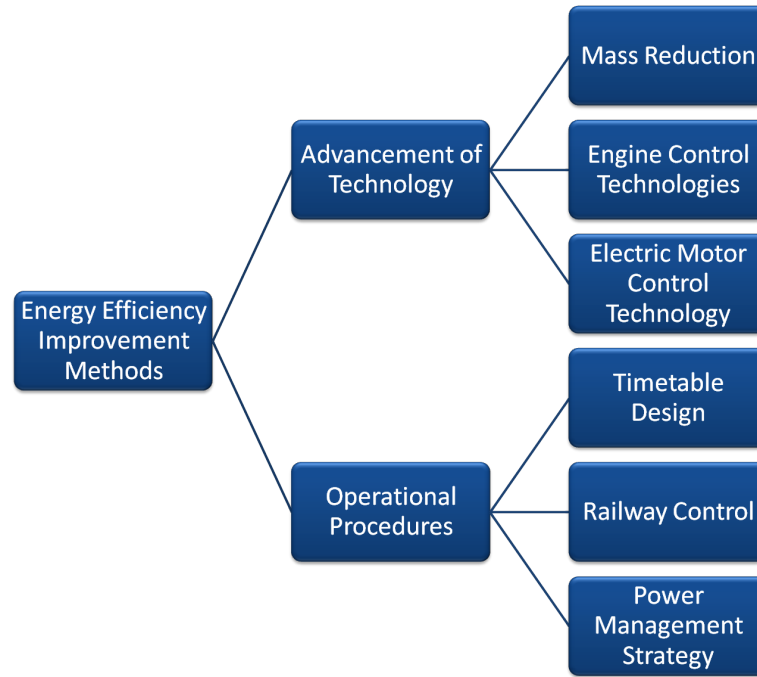 Energy Efficiency
Improvement
Methods
Advancement of
Technology
Mass Reduction
Engine Control
Technologies
Electric Motor
Control
Technology
Operational
Procedures
Timetable
Design
Railway Control
Power
Management
Strategy